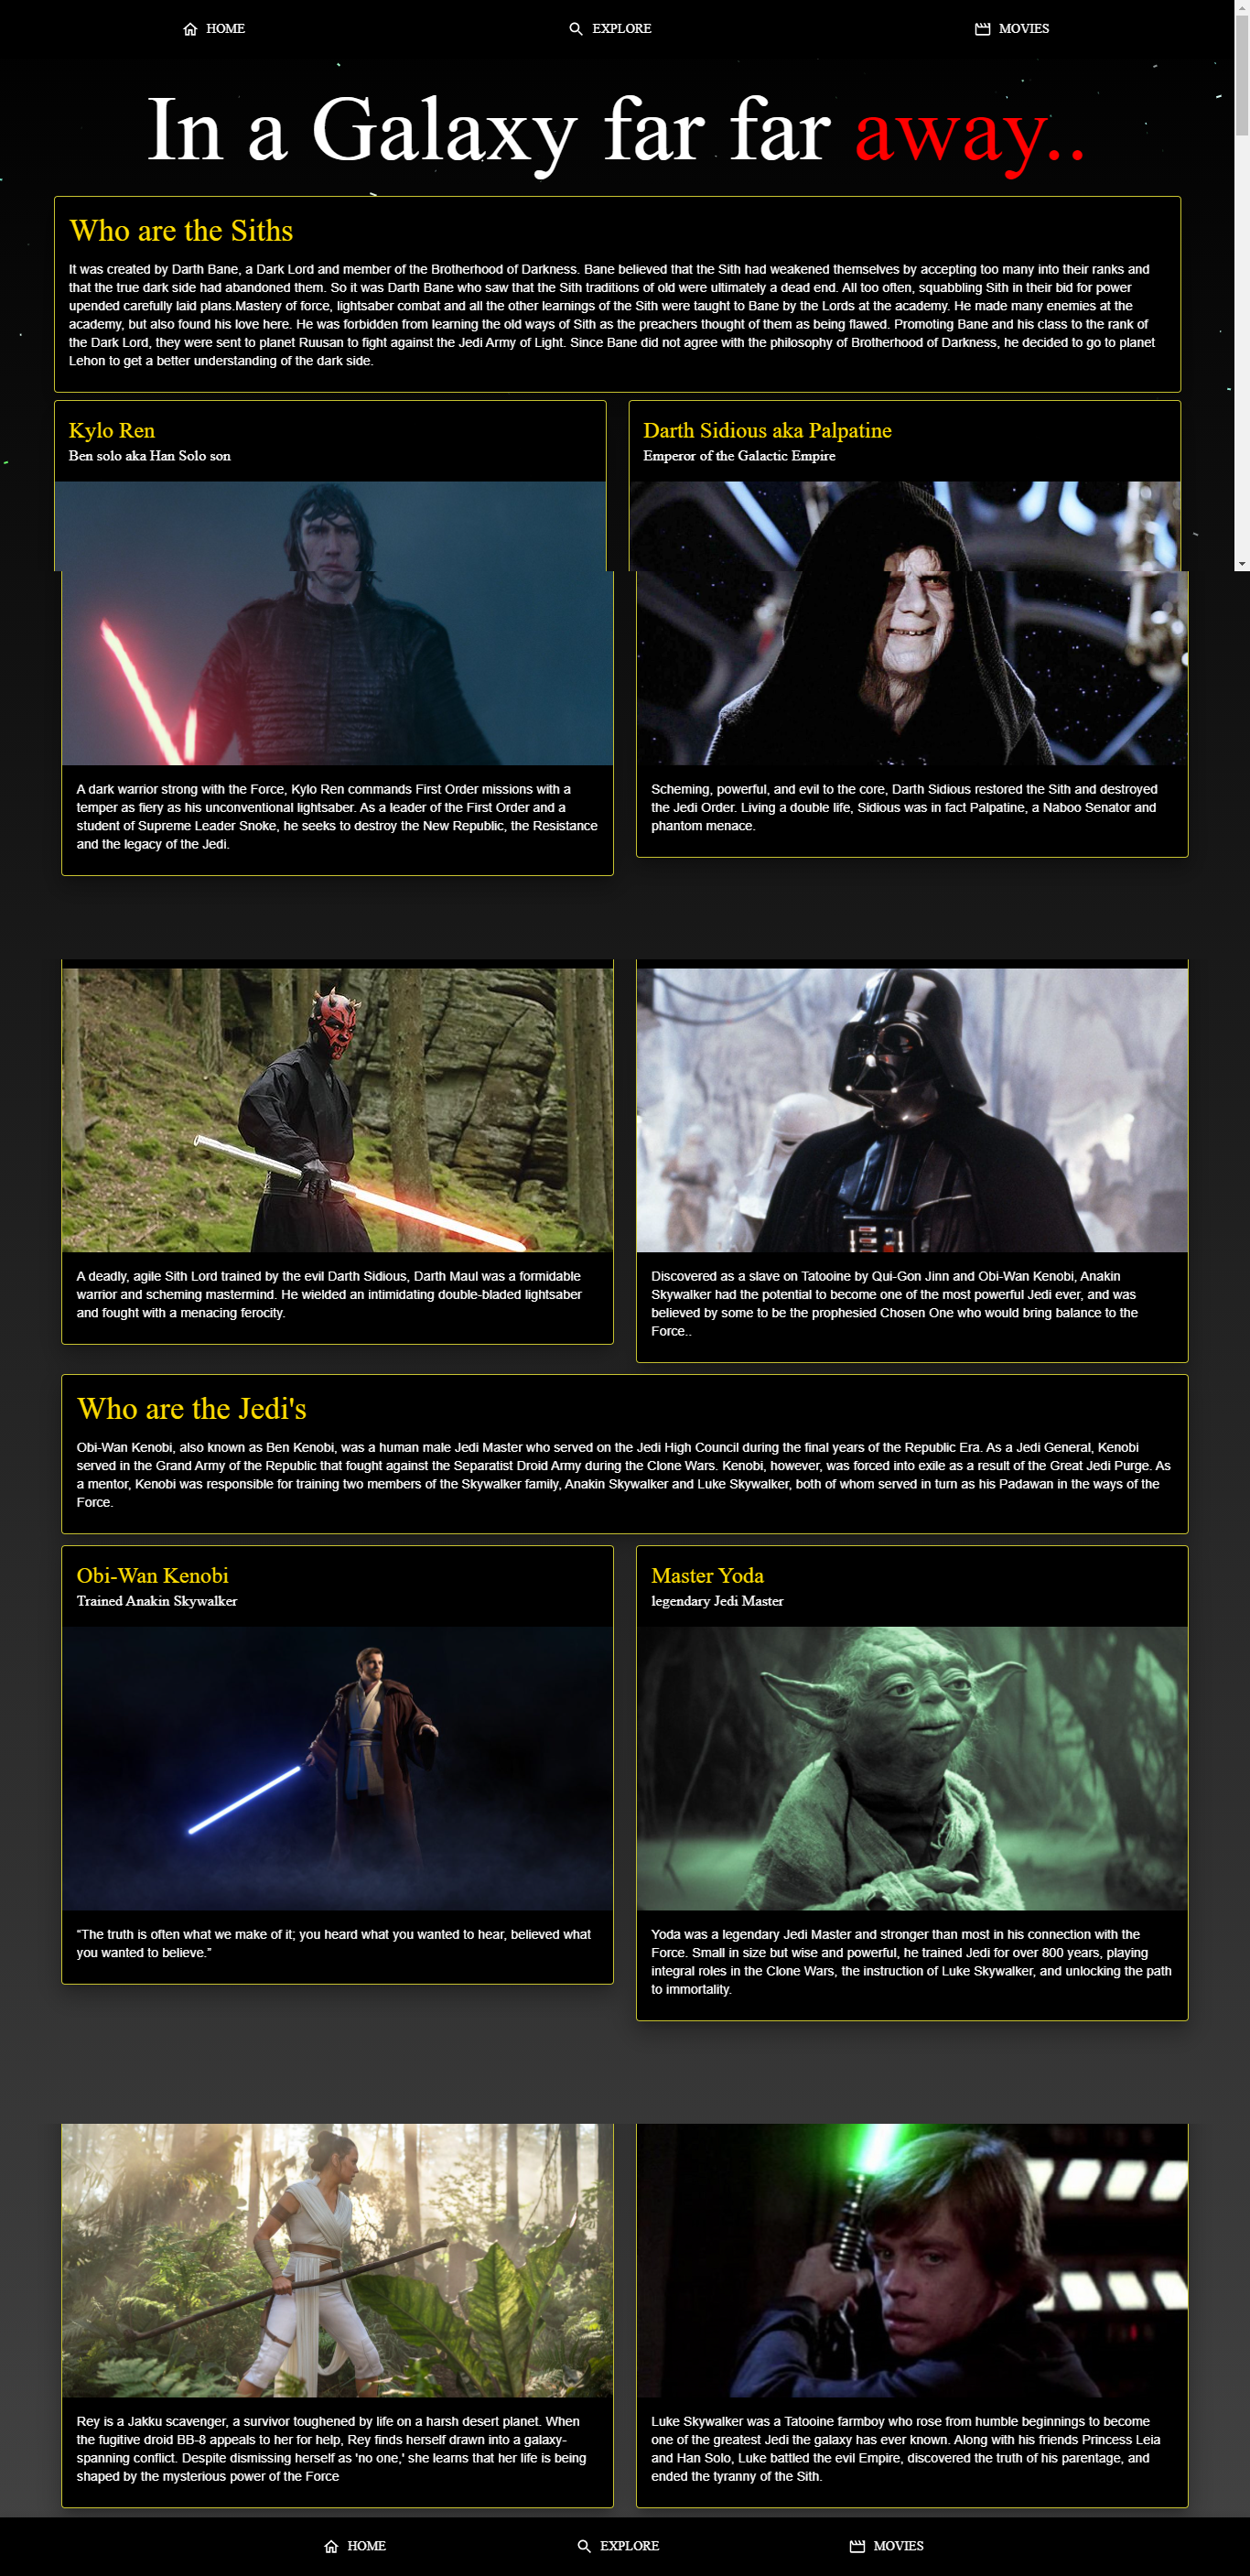 HOME EXPLORE MOVIES
In a Galaxy far far away..
Who are the Siths
It was created by Darth Bane, a Dark Lord and member of the Brotherhood of Darkness. Bane believed that the Sith had weakened themselves by accepting too many into their ranks and
that the true dark side had abandoned them. So it was Darth Bane who saw that the Sith traditions of old were ultimately a dead end. All too often, squabbling Sith in their bid for power
upended carefully laid plans.Mastery of force, lightsaber combat and all the other learnings of the Sith were taught to Bane by the Lords at the academy. He made many enemies at the
academy, but also found his love here. He was forbidden from learning the old ways of Sith as the preachers thought of them as being flawed. Promoting Bane and his class to the rank of
the Dark Lord, they were sent to planet Ruusan to fight against the Jedi Army of Light. Since Bane did not agree with the philosophy of Brotherhood of Darkness, he decided to go to planet
Lehon to get a better understanding of the dark side.
Kylo Ren
Ben solo aka Han Solo son
Darth Sidious aka Palpatine
Emperor of the Galactic Empire
A dark warrior strong with the Force, Kylo Ren commands First Order missions with a
temper as fiery as his unconventional lightsaber. As a leader of the First Order and a
student of Supreme Leader Snoke, he seeks to destroy the New Republic, the Resistance
and the legacy of the Jedi.
Scheming, powerful, and evil to the core, Darth Sidious restored the Sith and destroyed
the Jedi Order. Living a double life, Sidious was in fact Palpatine, a Naboo Senator and
phantom menace.
A deadly, agile Sith Lord trained by the evil Darth Sidious, Darth Maul was a formidable
warrior and scheming mastermind. He wielded an intimidating double-bladed lightsaber
and fought with a menacing ferocity.
Discovered as a slave on Tatooine by Qui-Gon Jinn and Obi-Wan Kenobi, Anakin
Skywalker had the potential to become one of the most powerful Jedi ever, and was
believed by some to be the prophesied Chosen One who would bring balance to the
Force..
Who are the Jedi's
Obi-Wan Kenobi, also known as Ben Kenobi, was a human male Jedi Master who served on the Jedi High Council during the final years of the Republic Era. As a Jedi General, Kenobi
served in the Grand Army of the Republic that fought against the Separatist Droid Army during the Clone Wars. Kenobi, however, was forced into exile as a result of the Great Jedi Purge. As
a mentor, Kenobi was responsible for training two members of the Skywalker family, Anakin Skywalker and Luke Skywalker, both of whom served in turn as his Padawan in the ways of the
Force.
Obi-Wan Kenobi
Trained Anakin Skywalker
Master Yoda
legendary Jedi Master
“The truth is often what we make of it; you heard what you wanted to hear, believed what
you wanted to believe.”
Yoda was a legendary Jedi Master and stronger than most in his connection with the
Force. Small in size but wise and powerful, he trained Jedi for over 800 years, playing
integral roles in the Clone Wars, the instruction of Luke Skywalker, and unlocking the path
to immortality.
Rey is a Jakku scavenger, a survivor toughened by life on a harsh desert planet. When
the fugitive droid BB-8 appeals to her for help, Rey finds herself drawn into a galaxy-
spanning conflict. Despite dismissing herself as 'no one,' she learns that her life is being
shaped by the mysterious power of the Force
Luke Skywalker was a Tatooine farmboy who rose from humble beginnings to become
one of the greatest Jedi the galaxy has ever known. Along with his friends Princess Leia
and Han Solo, Luke battled the evil Empire, discovered the truth of his parentage, and
ended the tyranny of the Sith.
HOME EXPLORE MOVIES